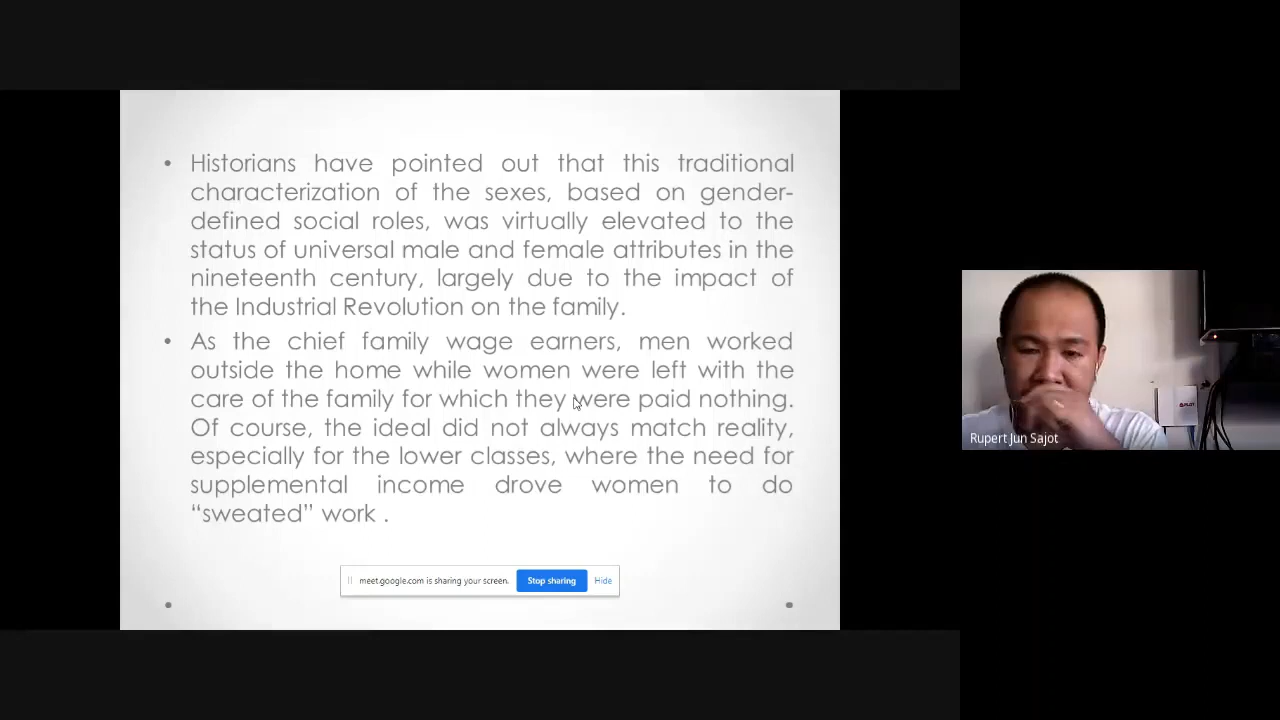 • Historians have pointed out that this traditional
characterization of the sexes, based on gender-
defined social roles, was virtually elevated to the
status of universal male and female attributes in the
nineteenth century, largely due to the impact of
the Industrial Revolution on the family.
• As the chief family wage earners, men worked
outside the home while women were left with the
care of the family for which they were paid nothing.
Of course, the ideal did not always match reality,
especially for the lower classes, where the need for
supplemental income drove women to do
“sweated” work .
meet.google.com is sharing your screen. Stop sharing Hide
Rupert Jun Sajot